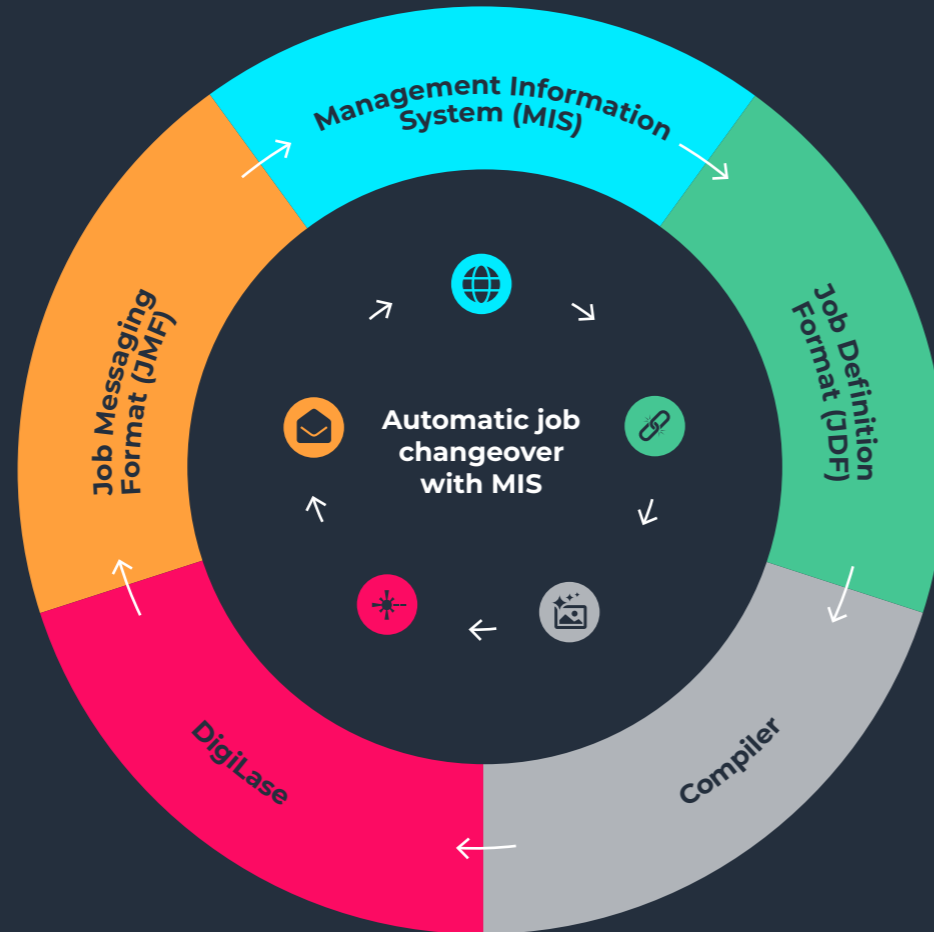 Management Information
System (MIS)
Job Definition
Format (JDF)
Compiler
DigiLase
Job Messaging
Format (JMF)
Automatic job
changeover
with MIS